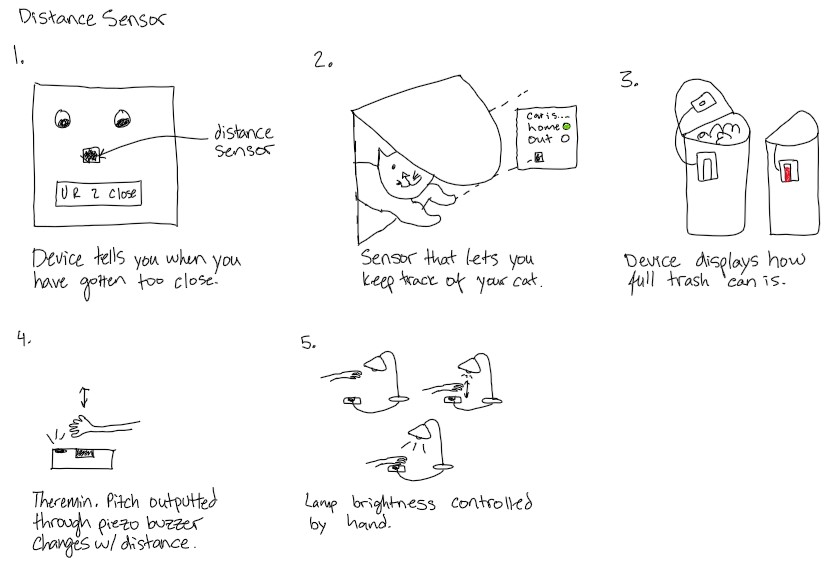 Distance Sensor
1.
distance
sensor
U R 2 Close
Device tells you when you
have gotten too close.
2.
Cat is...
home
out
Sensor that lets you
keep track of your cat.
3.
Device displays how
full trash can is.
4.
Theremin. Pitch outputted
through piezo buzzer
changes w/ distance.
5.
Lamp brightness controlled
by hand.